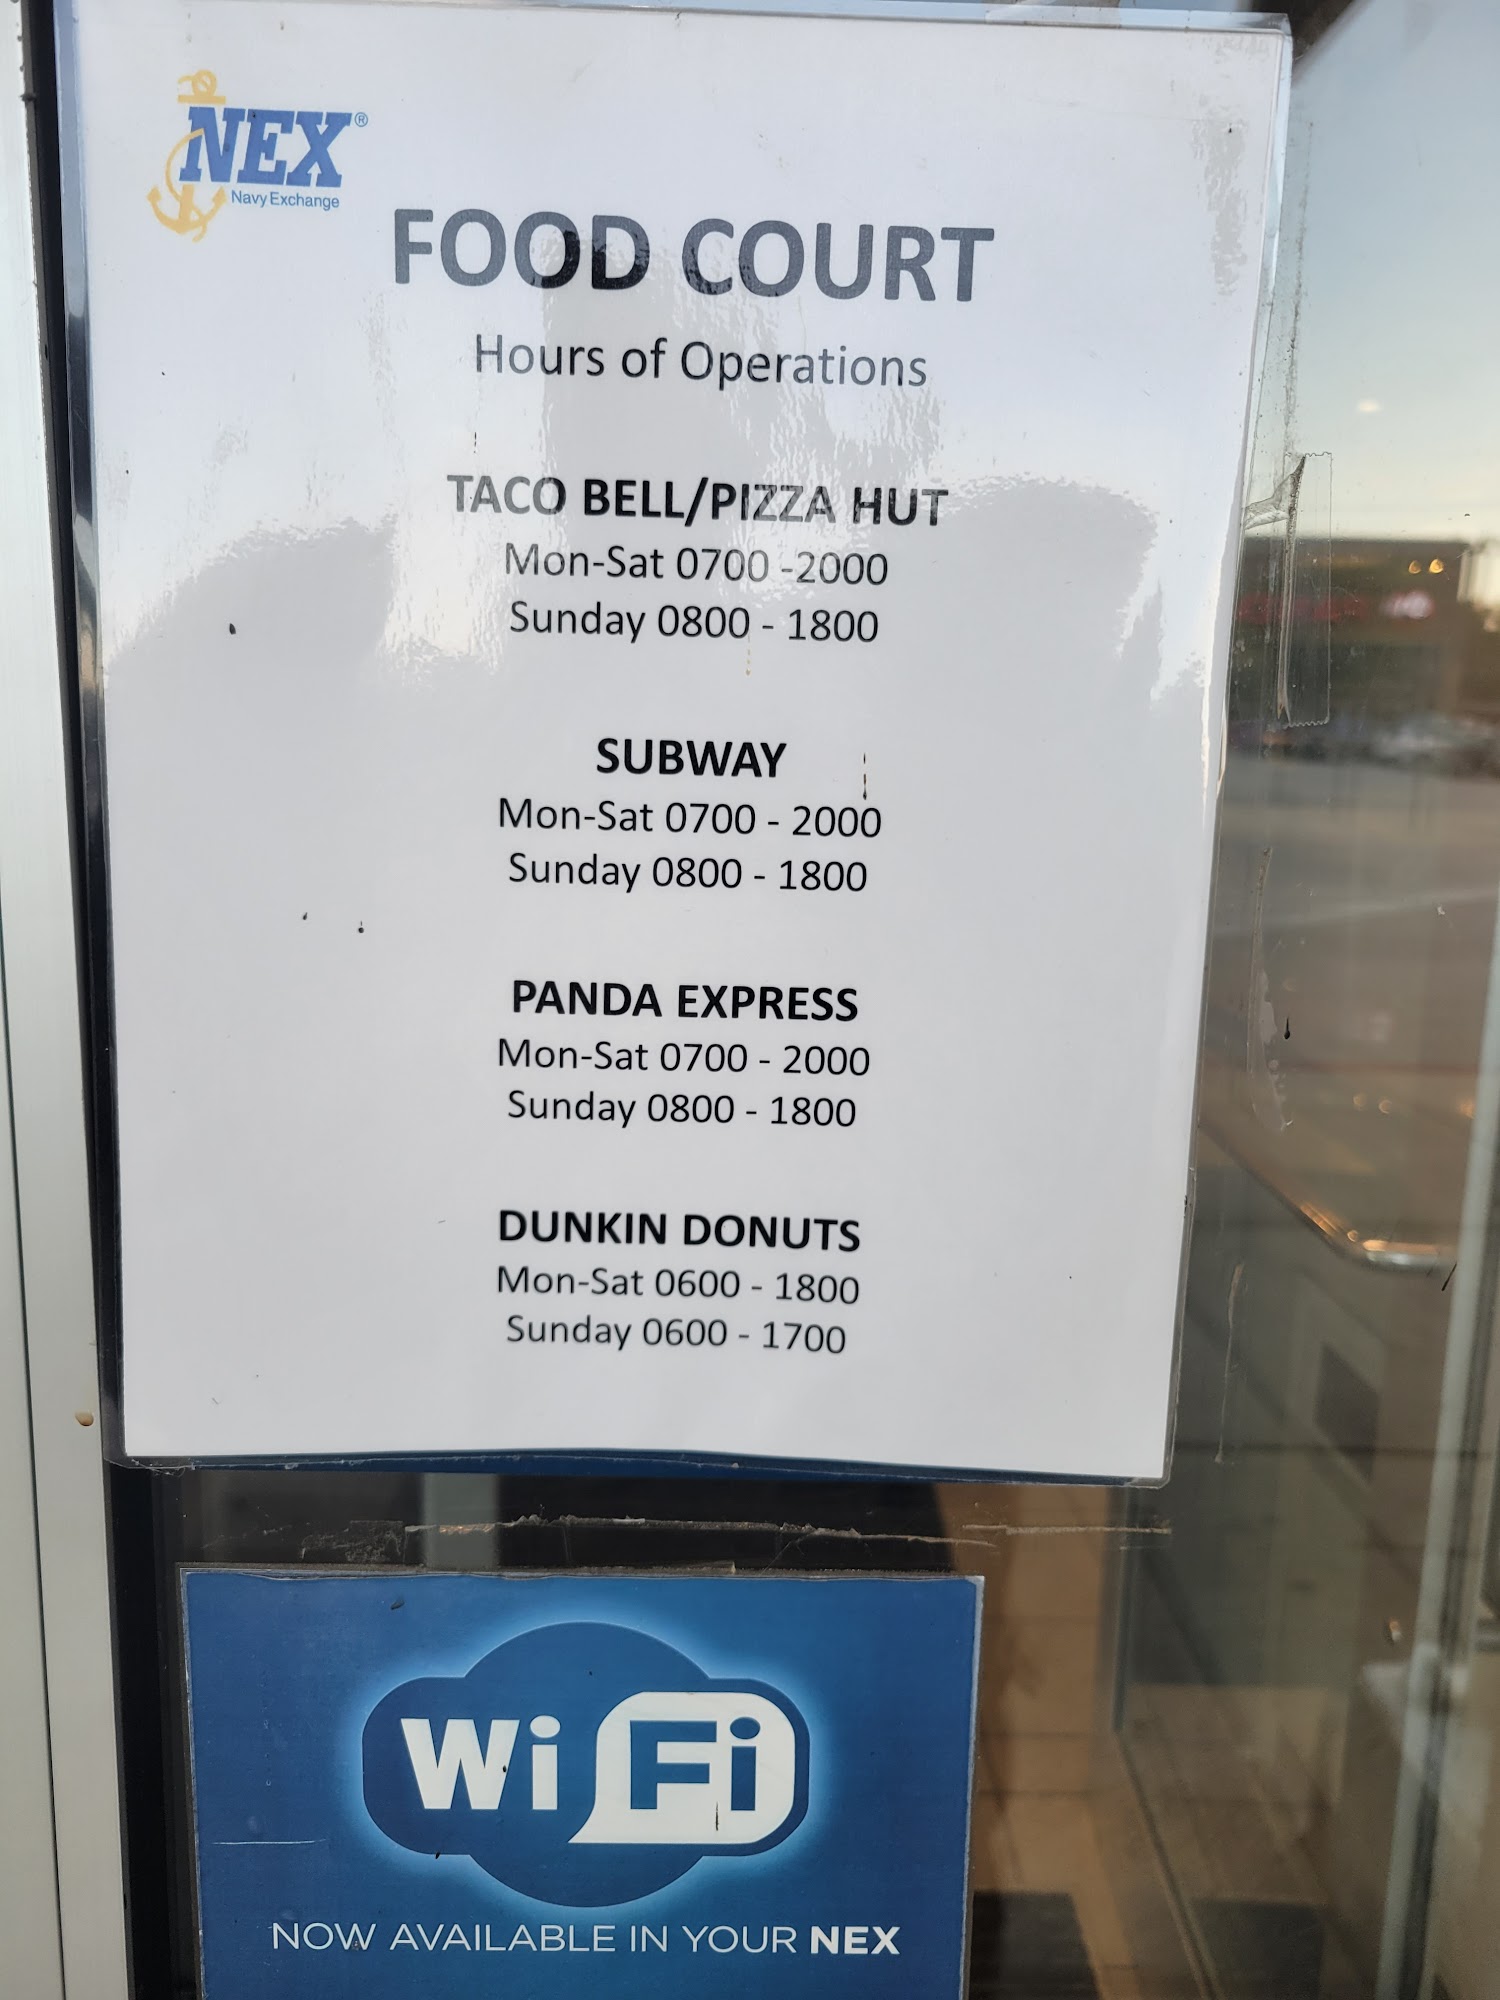 NEX®
Navy Exchange
FOOD COURT
Hours of Operations
TACO BELL/PIZZA HUT
Mon-Sat 0700 -2000
Sunday 0800 - 1800
SUBWAY
Mon-Sat 0700 - 2000
Sunday 0800 - 1800
PANDA EXPRESS
Mon-Sat 0700 - 2000
Sunday 0800 - 1800
DUNKIN DONUTS
Mon-Sat 0600 - 1800
Sunday 0600 - 1700
Wi Fi
NOW AVAILABLE IN YOUR NEX